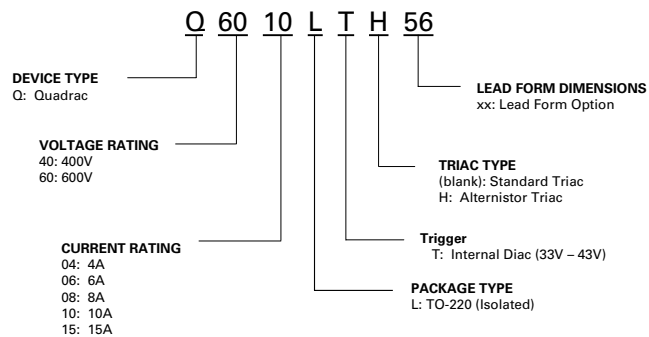 Q 60 10 L T H 56
DEVICE TYPE
Q: Quadrac
VOLTAGE RATING
40: 400V
60: 600V
CURRENT RATING
04: 4A
06: 6A
08: 8A
10: 10A
15: 15A
LEAD FORM DIMENSIONS
xx: Lead Form Option
TRIAC TYPE
(blank): Standard Triac
H: Alternistor Triac
Trigger
T: Internal Diac (33V – 43V)
PACKAGE TYPE
L: TO-220 (Isolated)